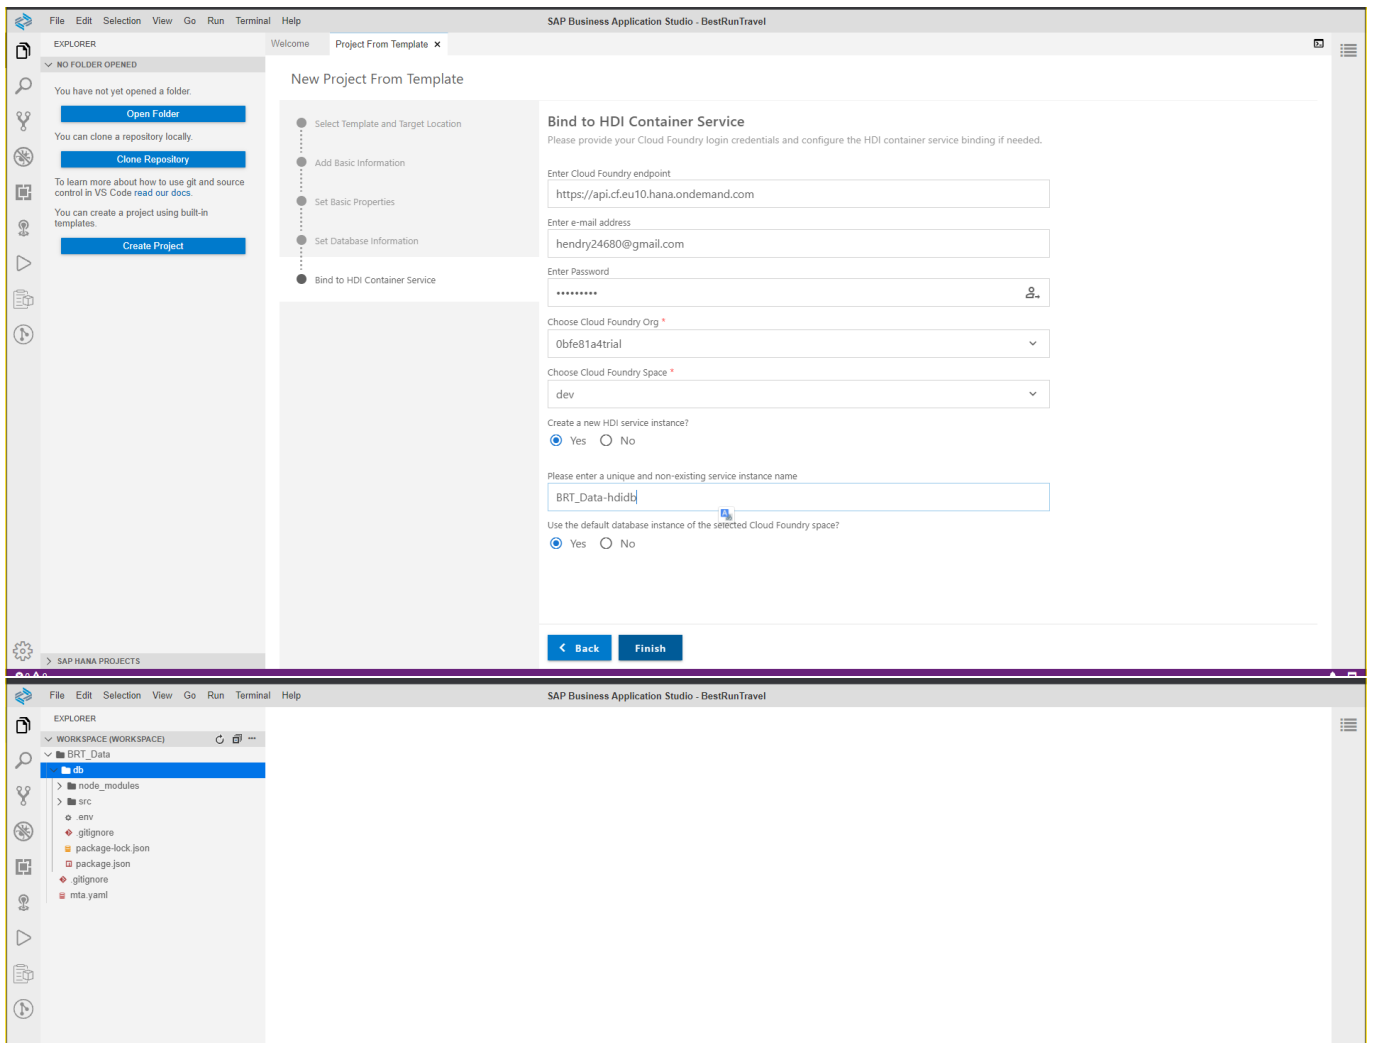 File Edit Selection View Go Run Terminal Help
SAP Business Application Studio - BestRunTravel
EXPLORER
Welcome
Project From Template
NO FOLDER OPENED
You have not yet opened a folder.
Open Folder
You can clone a repository locally.
Clone Repository
To learn more about how to use git and source
control in VS Code read our docs.
You can create a project using built-in
templates.
Create Project
SAP HANA PROJECTS
New Project From Template
Select Template and Target Location
Add Basic Information
Set Basic Properties
Set Database Information
Bind to HDI Container Service
Bind to HDI Container Service
Please provide your Cloud Foundry login credentials and configure the HDI container service binding if needed.
Enter Cloud Foundry endpoint
https://api.cf.eu10.hana.ondemand.com
Enter e-mail address
hendry24680@gmail.com
Enter Password
•••••••••
Choose Cloud Foundry Org *
0bfe81a4trial
Choose Cloud Foundry Space *
dev
Create a new HDI service instance?
Yes No
Please enter a unique and non-existing service instance name
BRT_Data-hdidb
Use the default database instance of the selected Cloud Foundry space?
Yes No
Back Finish
File Edit Selection View Go Run Terminal Help
SAP Business Application Studio - BestRunTravel
EXPLORER
WORKSPACE (WORKSPACE)
BRT_Data
db
node_modules
src
.env
.gitignore
package-lock.json
package.json
.gitignore
mta.yaml